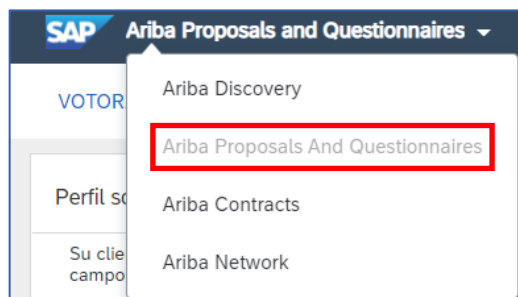 SAP Ariba Proposals and Questionnaires
VOTOR
Ariba Discovery
Ariba Proposals And Questionnaires
Perfil
Ariba Contracts
Su clie
campo
Ariba Network